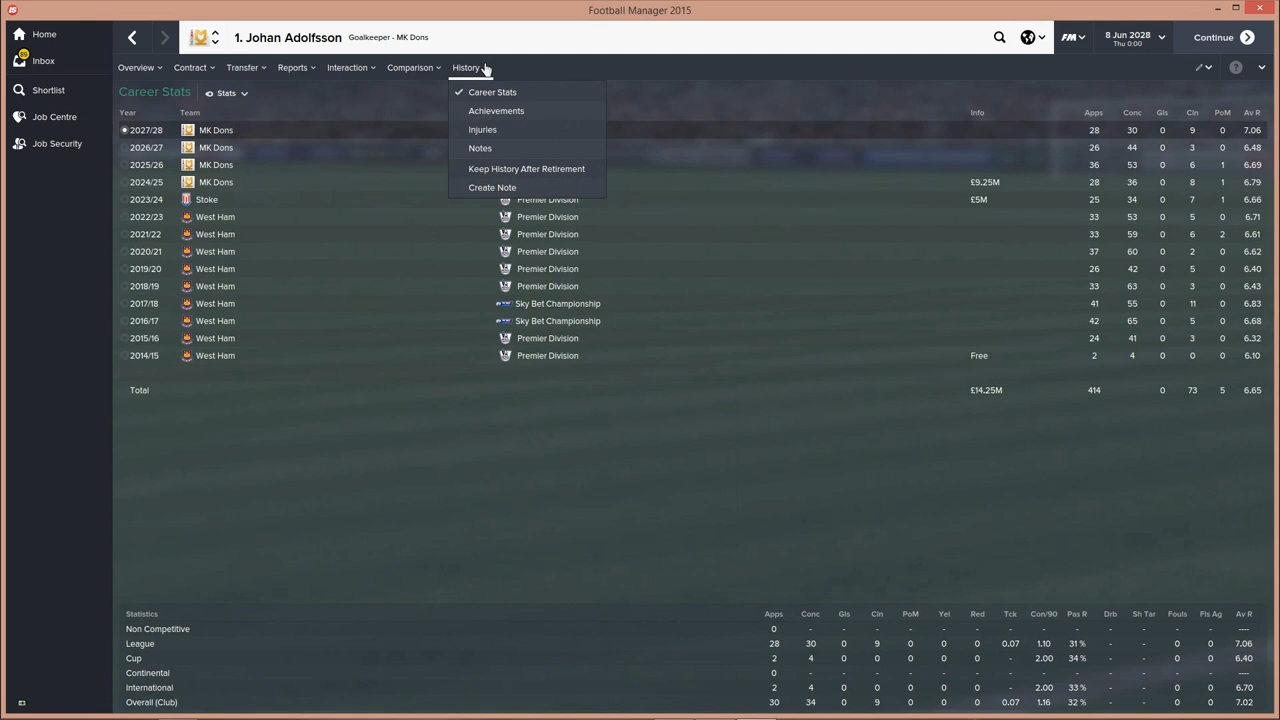 Football Manager 2015
Home
Inbox
89
Shortlist
Job Centre
Job Security
1. Johan Adolfsson Goalkeeper - MK Dons
FM
8 Jun 2028
Thu 0:00
Continue
Overview Contract Transfer Reports Interaction Comparison History
Career Stats
Achievements
Injuries
Notes
Keep History After Retirement
Create Note
Career Stats Stats
Year Team Info Apps Conc Gls Cln PoM Av R
2027/28 MK Dons 28 30 0 9 0 7.06
2026/27 MK Dons 26 44 0 3 0 6.48
2025/26 MK Dons 36 53 0 6 1 6.69
2024/25 MK Dons £9.25M 28 36 0 8 1 6.79
2023/24 Stoke Premier Division £5M 25 34 0 7 1 6.66
2022/23 West Ham Premier Division 33 53 0 5 0 6.71
2021/22 West Ham Premier Division 33 59 0 6 2 6.61
2020/21 West Ham Premier Division 37 60 0 2 0 6.62
2019/20 West Ham Premier Division 26 42 0 5 0 6.40
2018/19 West Ham Premier Division 33 63 0 3 0 6.43
2017/18 West Ham Sky Bet Championship 41 55 0 11 0 6.83
2016/17 West Ham Sky Bet Championship 42 65 0 5 0 6.68
2015/16 West Ham Premier Division 24 41 0 3 0 6.32
2014/15 West Ham Premier Division Free 2 4 0 0 0 6.10
Total £14.25M 414 0 73 5 6.65
Statistics Apps Conc Gls Cln PoM Yel Red Tck Con/90 Pas R Drb Sh Tar Fouls Fls Ag Av R
Non Competitive 0 - - - - - - - - - - - - - ----
League 28 30 0 9 0 0 0 0.07 1.10 31 % - - 0 0 7.06
Cup 2 4 0 0 0 0 0 - 2.00 34 % - - 0 0 6.40
Continental 0 - - - - - - - - - - - - - ----
International 2 4 0 0 0 0 0 - 2.00 33 % - - 0 0 6.70
Overall (Club) 30 34 0 9 0 0 0 0.07 1.16 32 % - - 0 0 7.02